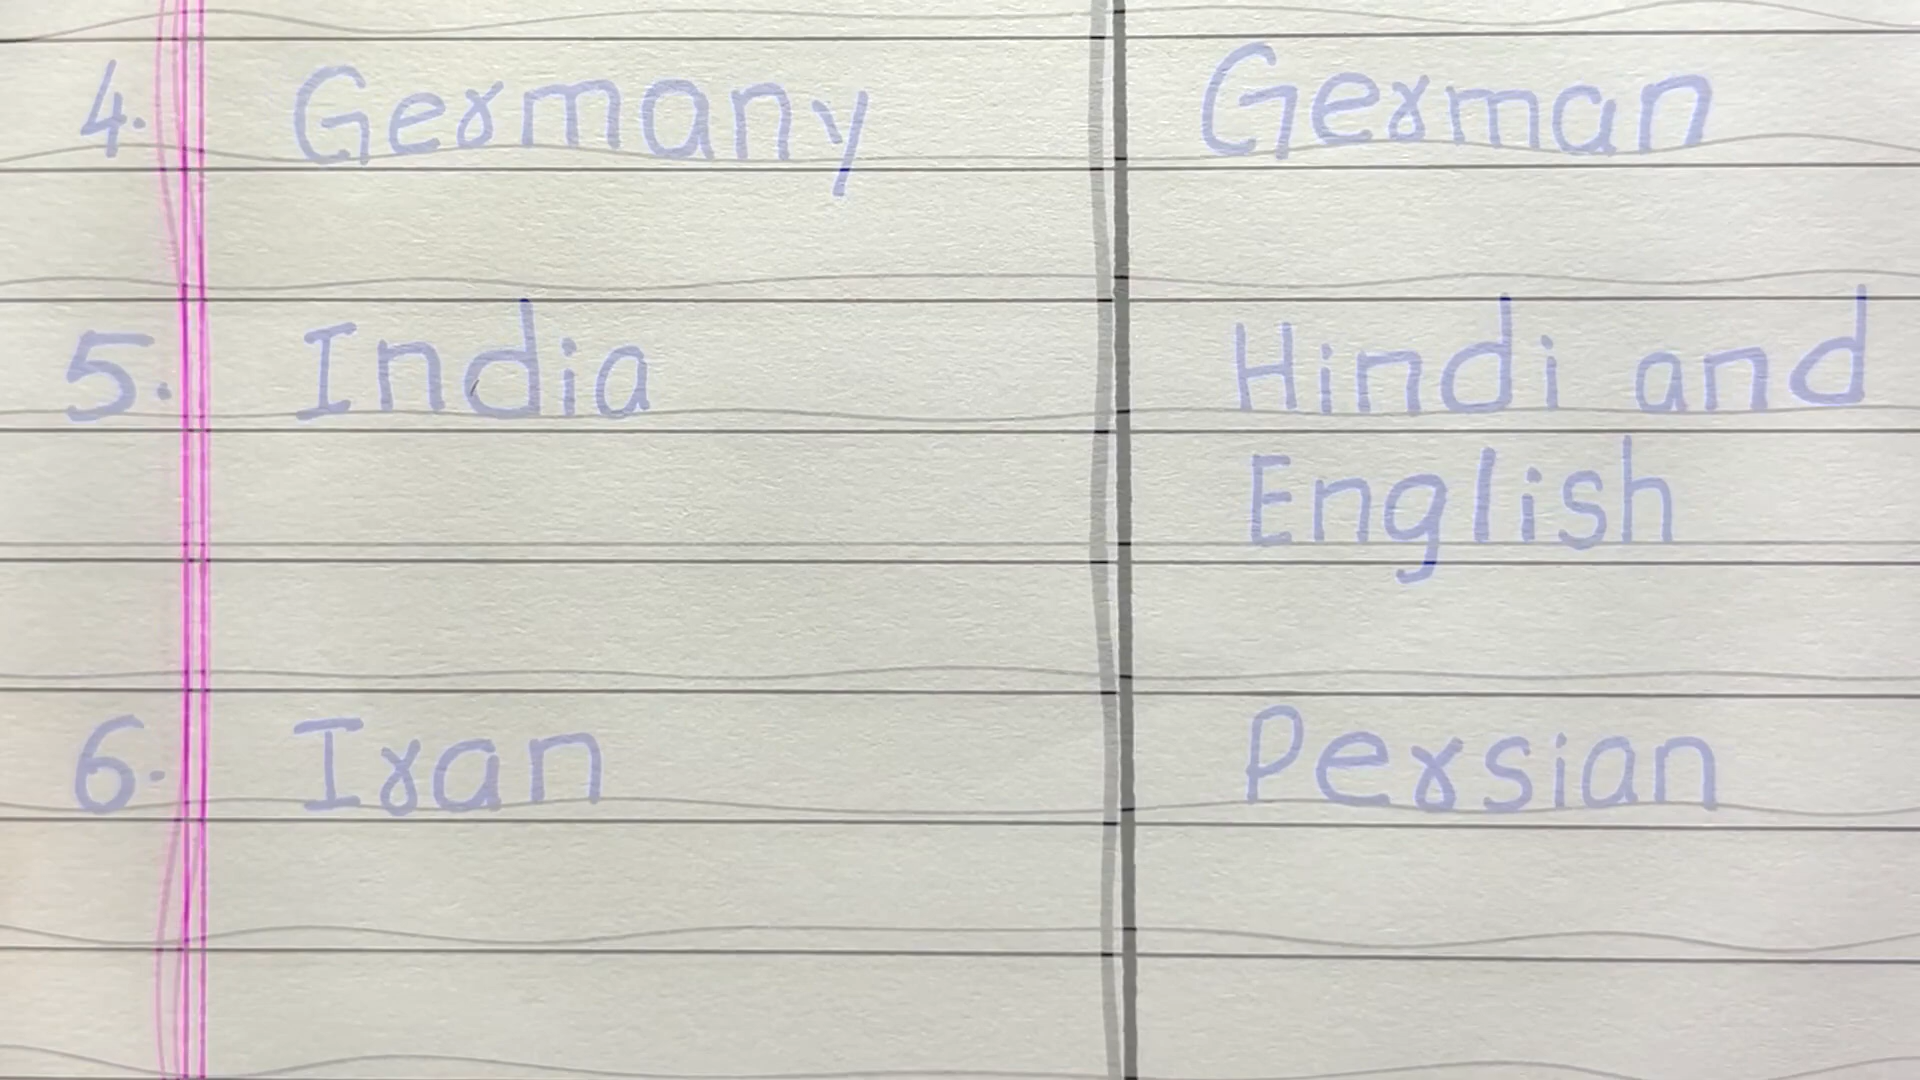 4. Germany German
5. India Hindi and
English
6. Iran Persian